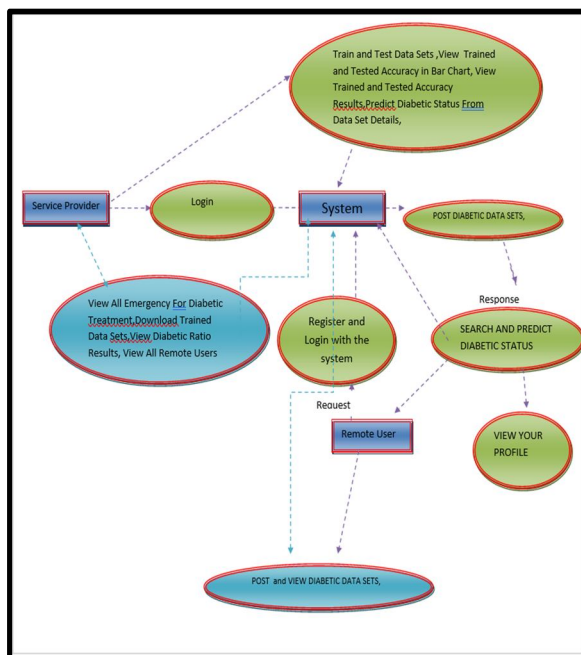 Train and Test Data Sets ,View Trained
and Tested Accuracy in Bar Chart, View
Trained and Tested Accuracy
Results,Predict Diabetic Status From
Data Set Details,
Service Provider
Login
System
POST DIABETIC DATA SETS,
View All Emergency For Diabetic
Treatment,Download Trained
Data Sets,View Diabetic Ratio
Results, View All Remote Users
Register and
Login with the
system
Response
SEARCH AND PREDICT
DIABETIC STATUS
Request
Remote User
VIEW YOUR
PROFILE
POST and VIEW DIABETIC DATA SETS,